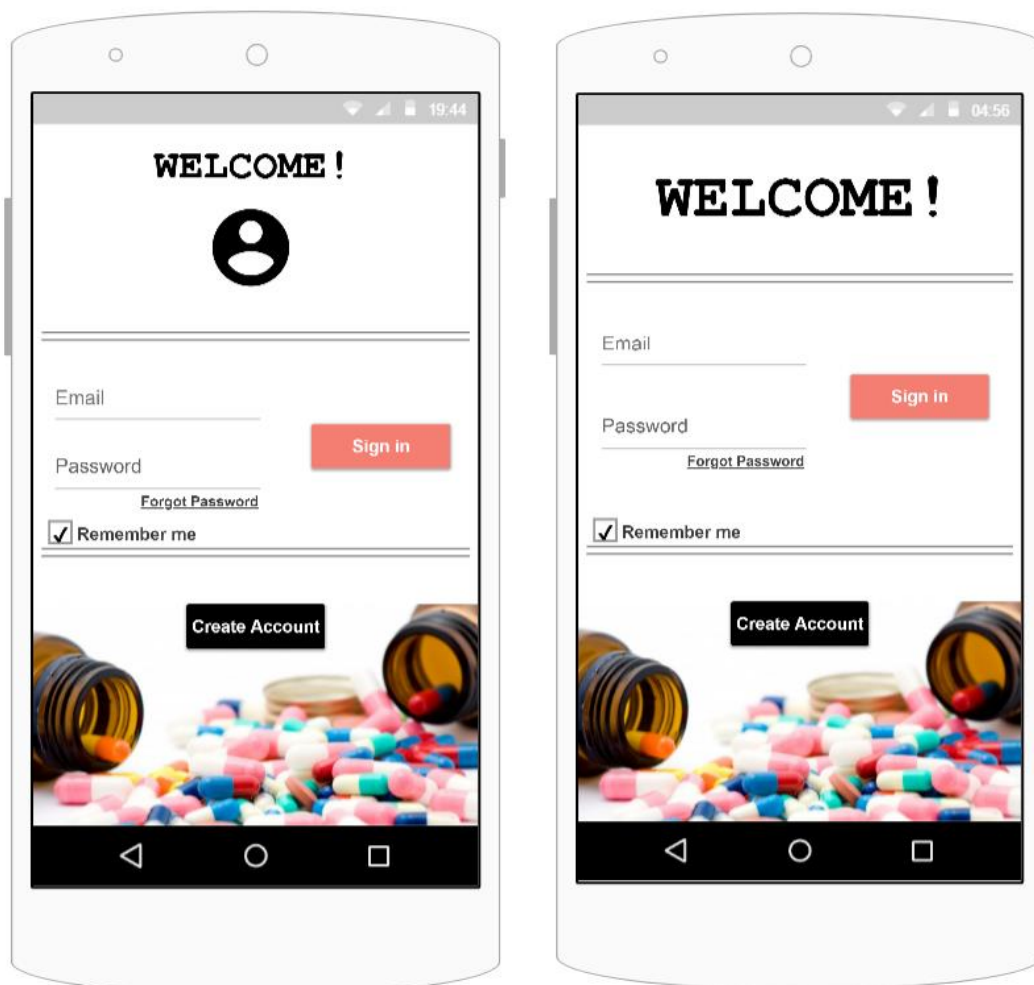 19:44
WELCOME!
Email
Sign in
Password
Forgot Password
Remember me
Create Account
04:56
WELCOME!
Email
Sign in
Password
Forgot Password
Remember me
Create Account